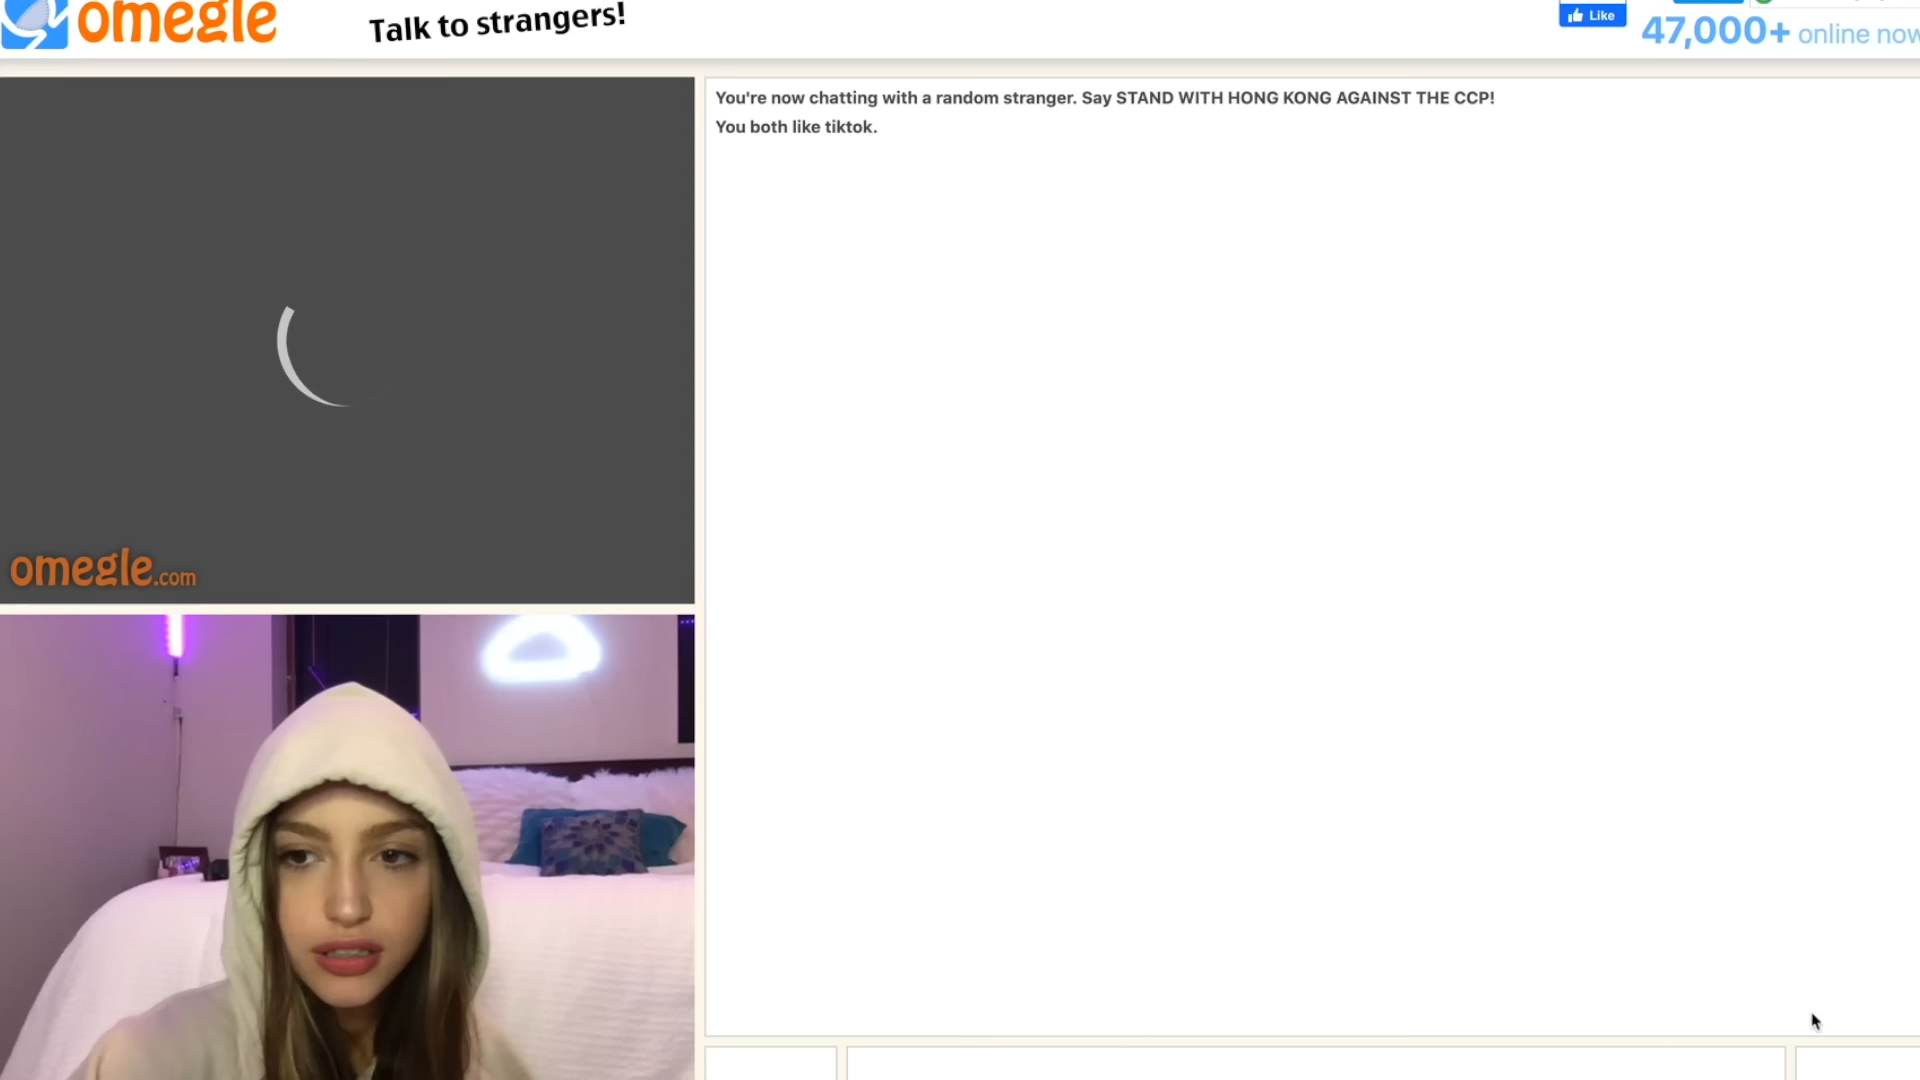 omegle
Talk to strangers!
Like
47,000+ online now
You're now chatting with a random stranger. Say STAND WITH HONG KONG AGAINST THE CCP!
You both like tiktok.
omegle.com